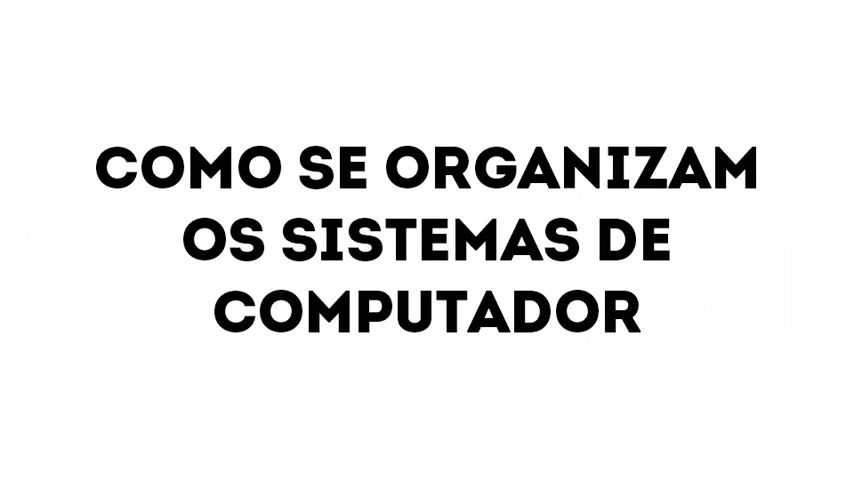 COMO SE ORGANIZAM
OS SISTEMAS DE
COMPUTADOR